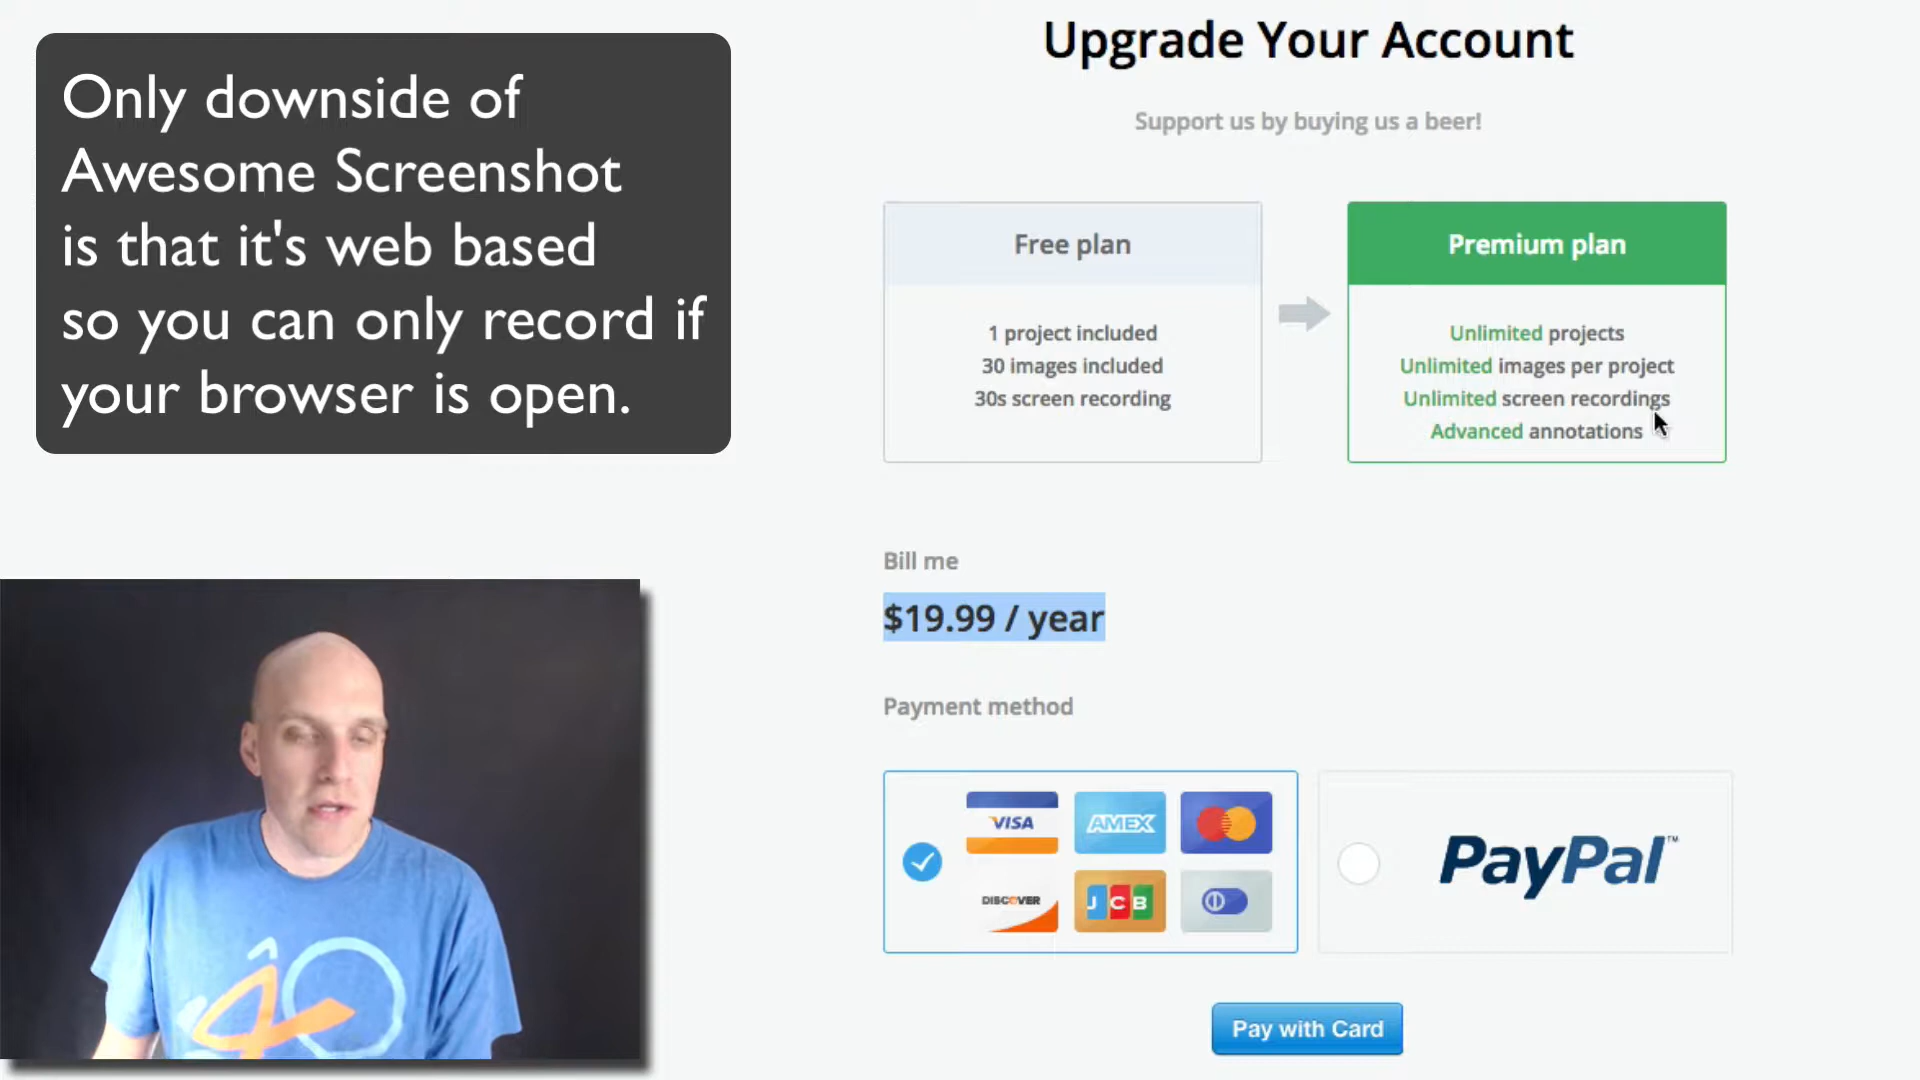 Only downside of
Awesome Screenshot
is that it's web based
so you can only record if
your browser is open.
Upgrade Your Account
Support us by buying us a beer!
Free plan
1 project included
30 images included
30s screen recording
Premium plan
Unlimited projects
Unlimited images per project
Unlimited screen recordings
Advanced annotations
Bill me
$19.99 / year
Payment method
VISA
AMEX
DISCOVER
JCB
PayPal™
Pay with Card